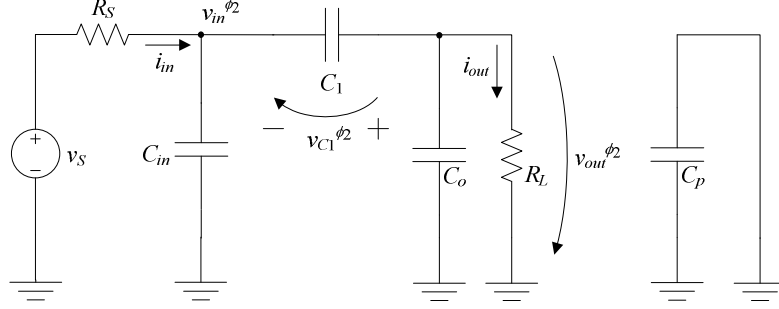 R_S
v_in^ϕ2
i_in
C_1
i_out
+
−
v_S
C_in
− v_C1^ϕ2 +
C_o
R_L
v_out^ϕ2
C_p